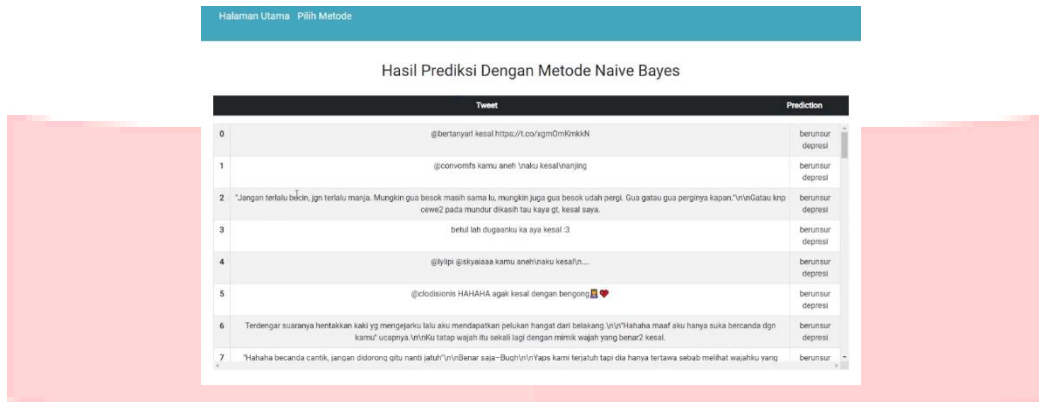 Halaman Utama Pilih Metode
Hasil Prediksi Dengan Metode Naive Bayes
Tweet Prediction
0 @bertanyarl kesal https://t.co/xgmOmKmkkN berunsur
depresi
1 @convomfs kamu aneh \naku kesal\nanjing berunsur
depresi
2 "Jangan terlalu bucin, jgn terlalu manja. Mungkin gua besok masih sama lu, mungkin juga gua besok udah pergi. Gua gatau gua perginya kapan."\n\nGatau knp berunsur
cewe2 pada mundur dikasih tau kaya gt, kesal saya. depresi
3 betul lah dugaanku ka aya kesal :3 berunsur
depresi
4 @lylipi @skyaiaaa kamu aneh\naku kesal\n.... berunsur
depresi
5 @clodisionis HAHAHA agak kesal dengan bengong berunsur
depresi
6 Terdengar suaranya hentakkan kaki yg mengejarku lalu aku mendapatkan pelukan hangat dari belakang.\n\n"Hahaha maaf aku hanya suka bercanda dgn berunsur
kamu" ucapnya.\n\nKu tatap wajah itu sekali lagi dengan mimik wajah yang benar2 kesal. depresi
7 "Hahaha becanda cantik, jangan didorong gitu nanti jatuh"\n\nBenar saja–Bugh\n\nYaps kami terjatuh tapi dia hanya tertawa sebab melihat wajahku yang berunsur